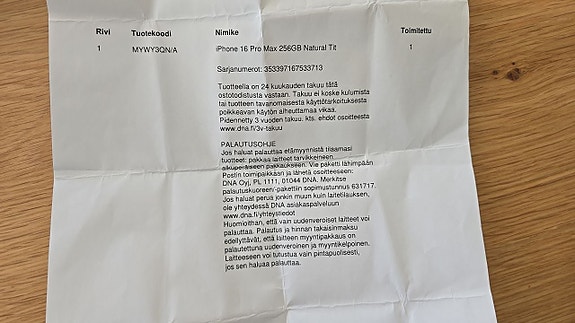 Rivi Tuotekoodi Nimike Toimitettu
1 MYWY3QN/A iPhone 16 Pro Max 256GB Natural Tit 1
Sarjanumerot: 353397167533713
Tuotteella on 24 kuukauden takuu tätä
ostotodistusta vastaan. Takuu ei koske kulumista
tai tuotteen tavanomaisesta käyttötarkoituksesta
poikkeavan käytön aiheuttamaa vikaa.
Pidennetty 3 vuoden takuu. kts. ehdot osoitteesta
www.dna.fi/3v-takuu
PALAUTUSOHJE
Jos haluat palauttaa etämyynnistä tilaamasi
tuotteet: pakkaa laitteet tarvikkeineen
alkuperäiseen pakkaukseen. Vie paketti lähimpään
Postin toimipaikkaan ja lähetä osoitteeseen:
DNA Oyj, PL 1111, 01044 DNA. Merkitse
palautuskuoreen/-pakettiin sopimustunnus 631717.
Jos haluat perua jonkin muun kuin laitetilauksen,
ole yhteydessä DNA asiakaspalveluun
www.dna.fi/yhteystiedot
Huomioithan, että vain uudenveroiset laitteet voi
palauttaa. Palautus ja hinnan takaisinmaksu
edellyttävät, että laitteen myyntipakkaus on
palautettuna uudenveroinen ja myyntikelpoinen.
Laitteeseen voi tutustua vain pintapuolisesti,
jos sen haluaa palauttaa.